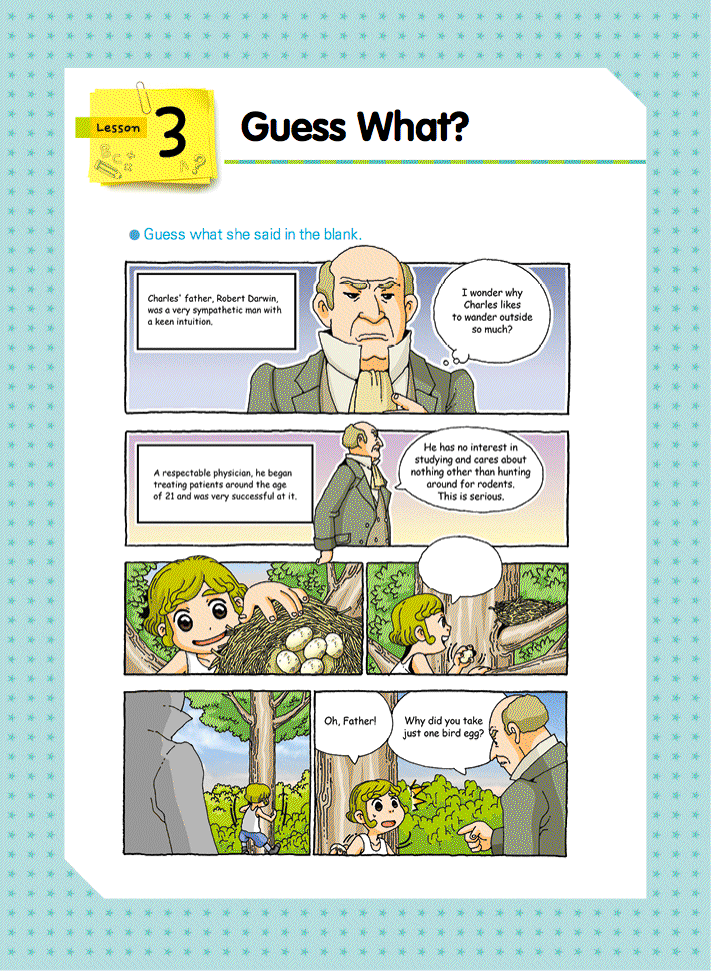 Lesson 3
Guess What?
Guess what she said in the blank.
Charles' father, Robert Darwin,
was a very sympathetic man with
a keen intuition.
I wonder why
Charles likes
to wander outside
so much?
A respectable physician, he began
treating patients around the age
of 21 and was very successful at it.
He has no interest in
studying and cares about
nothing other than hunting
around for rodents.
This is serious.
Oh, Father!
Why did you take
just one bird egg?